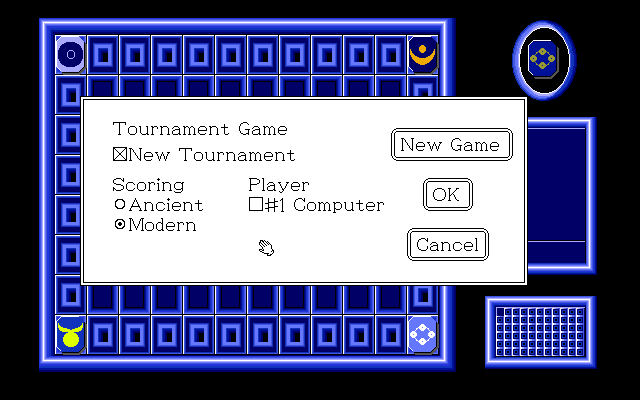 Tournament Game
New Tournament
New Game
Scoring
Player
Ancient
#1 Computer
OK
Modern
Cancel